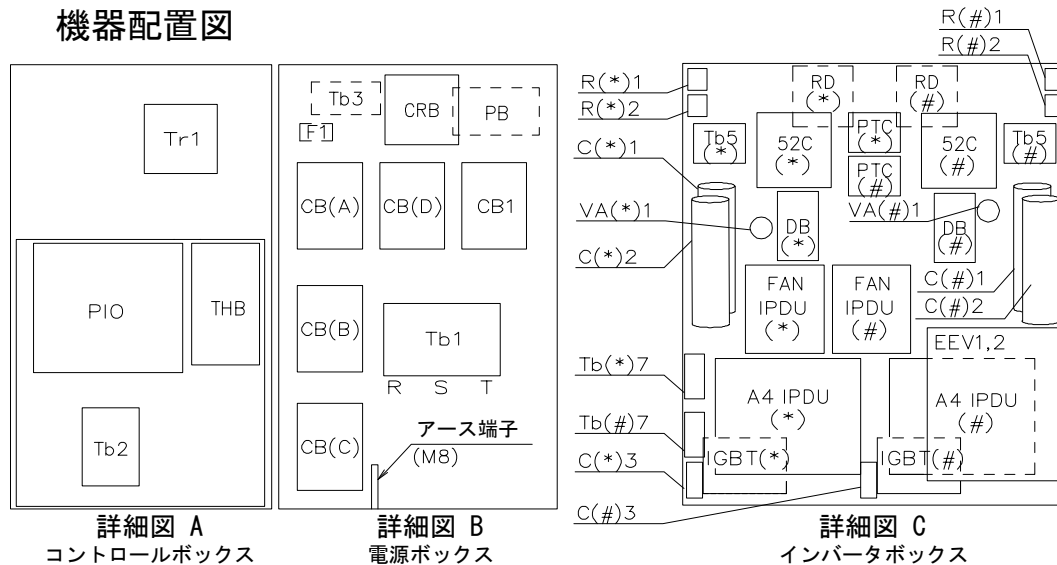 機器配置図
Tr1
PIO
THB
Tb2
詳細図 A
コントロールボックス
Tb3
CRB
PB
F1
CB(A)
CB(D)
CB1
CB(B)
Tb1
R S T
CB(C)
アース端子
(M8)
詳細図 B
電源ボックス
R(#)1
R(#)2
R(*)1
R(*)2
C(*)1
VA(*)1
C(*)2
RD
(*)
RD
(#)
Tb5
(*)
52C
(*)
PTC
(*)
PTC
(#)
52C
(#)
Tb5
(#)
DB
(*)
VA(#)1
DB
(#)
FAN
IPDU
(*)
FAN
IPDU
(#)
C(#)1
C(#)2
EEV1,2
Tb(*)7
Tb(#)7
C(*)3
C(#)3
A4 IPDU
(*)
A4 IPDU
(#)
IGBT(*)
IGBT(#)
詳細図 C
インバータボックス